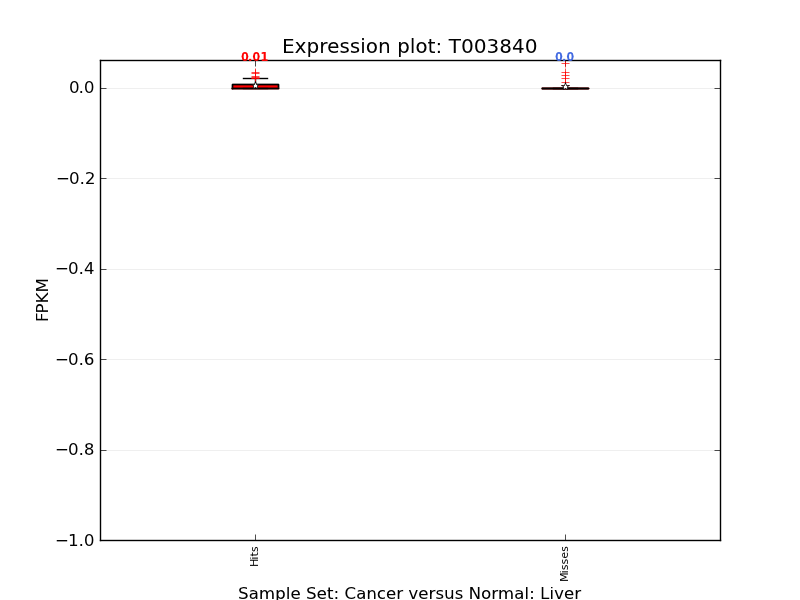 Expression plot: T003840
0.01
0.0
0.0
−0.2
−0.4
−0.6
−0.8
−1.0
FPKM
Hits
Misses
Sample Set: Cancer versus Normal: Liver